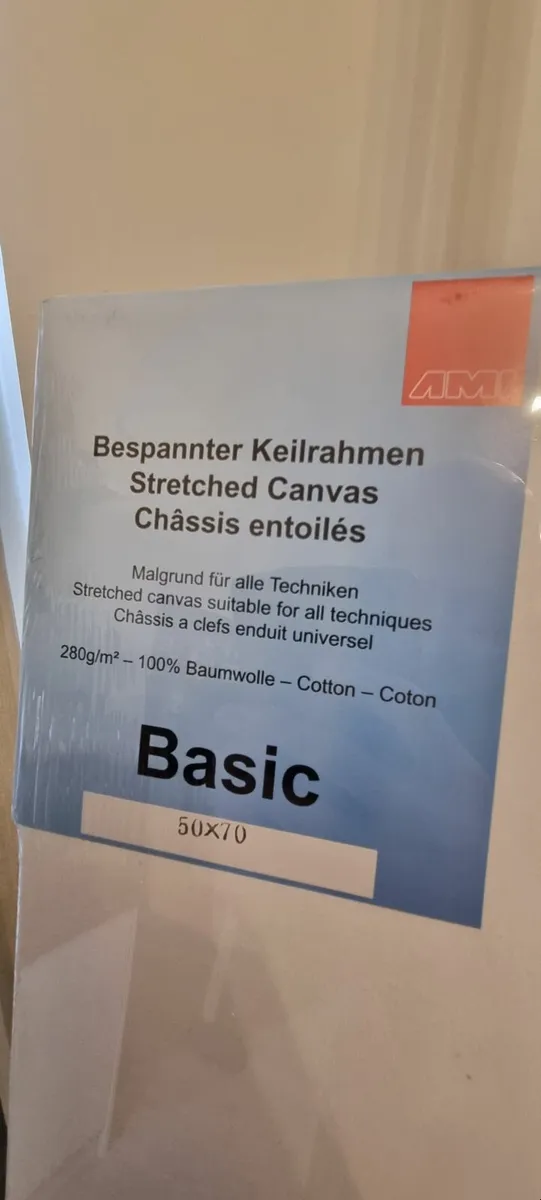 AMI
Bespannter Keilrahmen
Stretched Canvas
Châssis entoilés
Malgrund für alle Techniken
Stretched canvas suitable for all techniques
Châssis a clefs enduit universel
280g/m² – 100% Baumwolle – Cotton – Coton
Basic
50X70